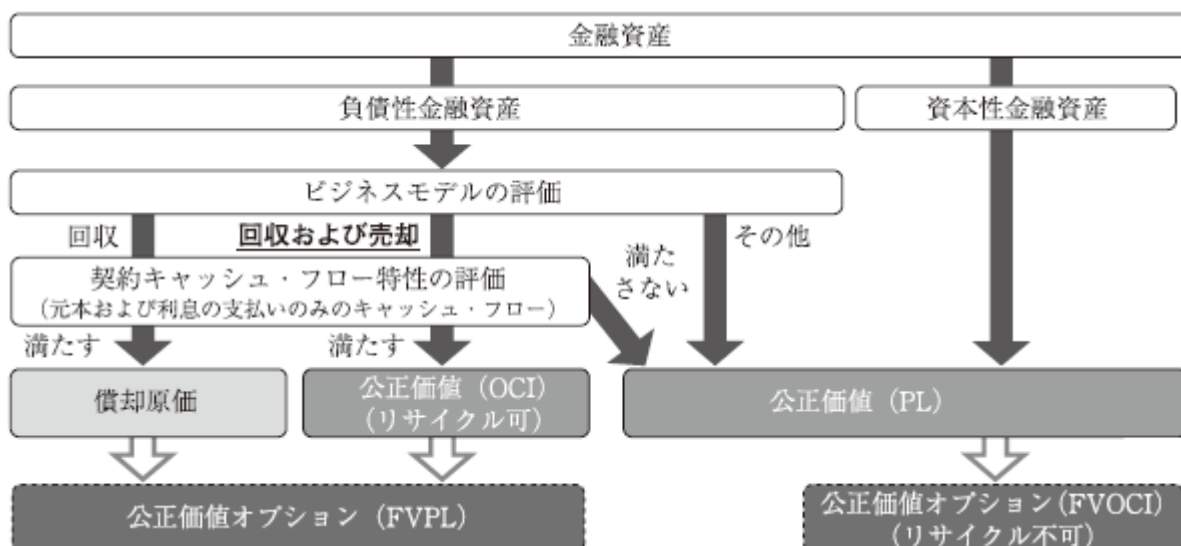 金融資産
負債性金融資産
資本性金融資産
ビジネスモデルの評価
回収
回収および売却
その他
満た
さない
契約キャッシュ・フロー特性の評価
（元本および利息の支払いのみのキャッシュ・フロー）
満たす
満たす
償却原価
公正価値（OCI）
（リサイクル可）
公正価値（PL）
公正価値オプション（FVPL）
公正価値オプション（FVOCI）
（リサイクル不可）